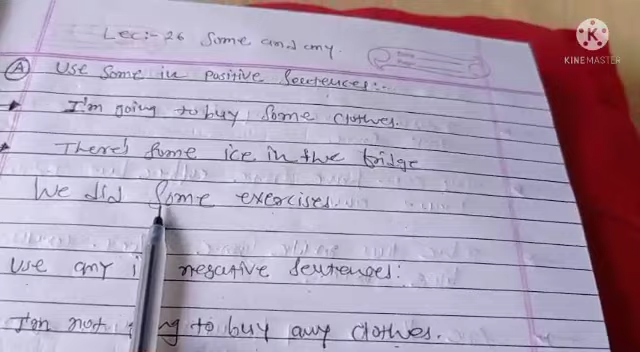 Lec:- 26 Some and any.
K
KINEMASTER
(A) Use Some in positive Sentences:-
I'm going to buy Some Clothes.
There's Some ice in the fridge
We did Some exercises.
Use any in negative Sentences:
I'm not to buy any clothes.